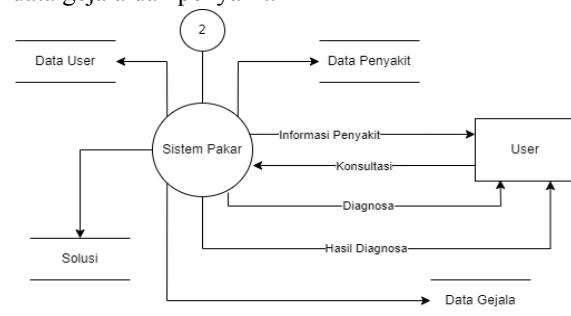 2
Data User
Data Penyakit
Informasi Penyakit
Sistem Pakar
User
Konsultasi
Diagnosa
Hasil Diagnosa
Solusi
Data Gejala